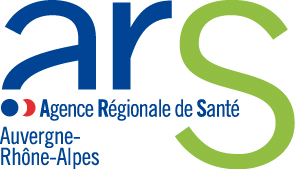 ars
Agence Régionale de Santé
Auvergne-
Rhône-Alpes